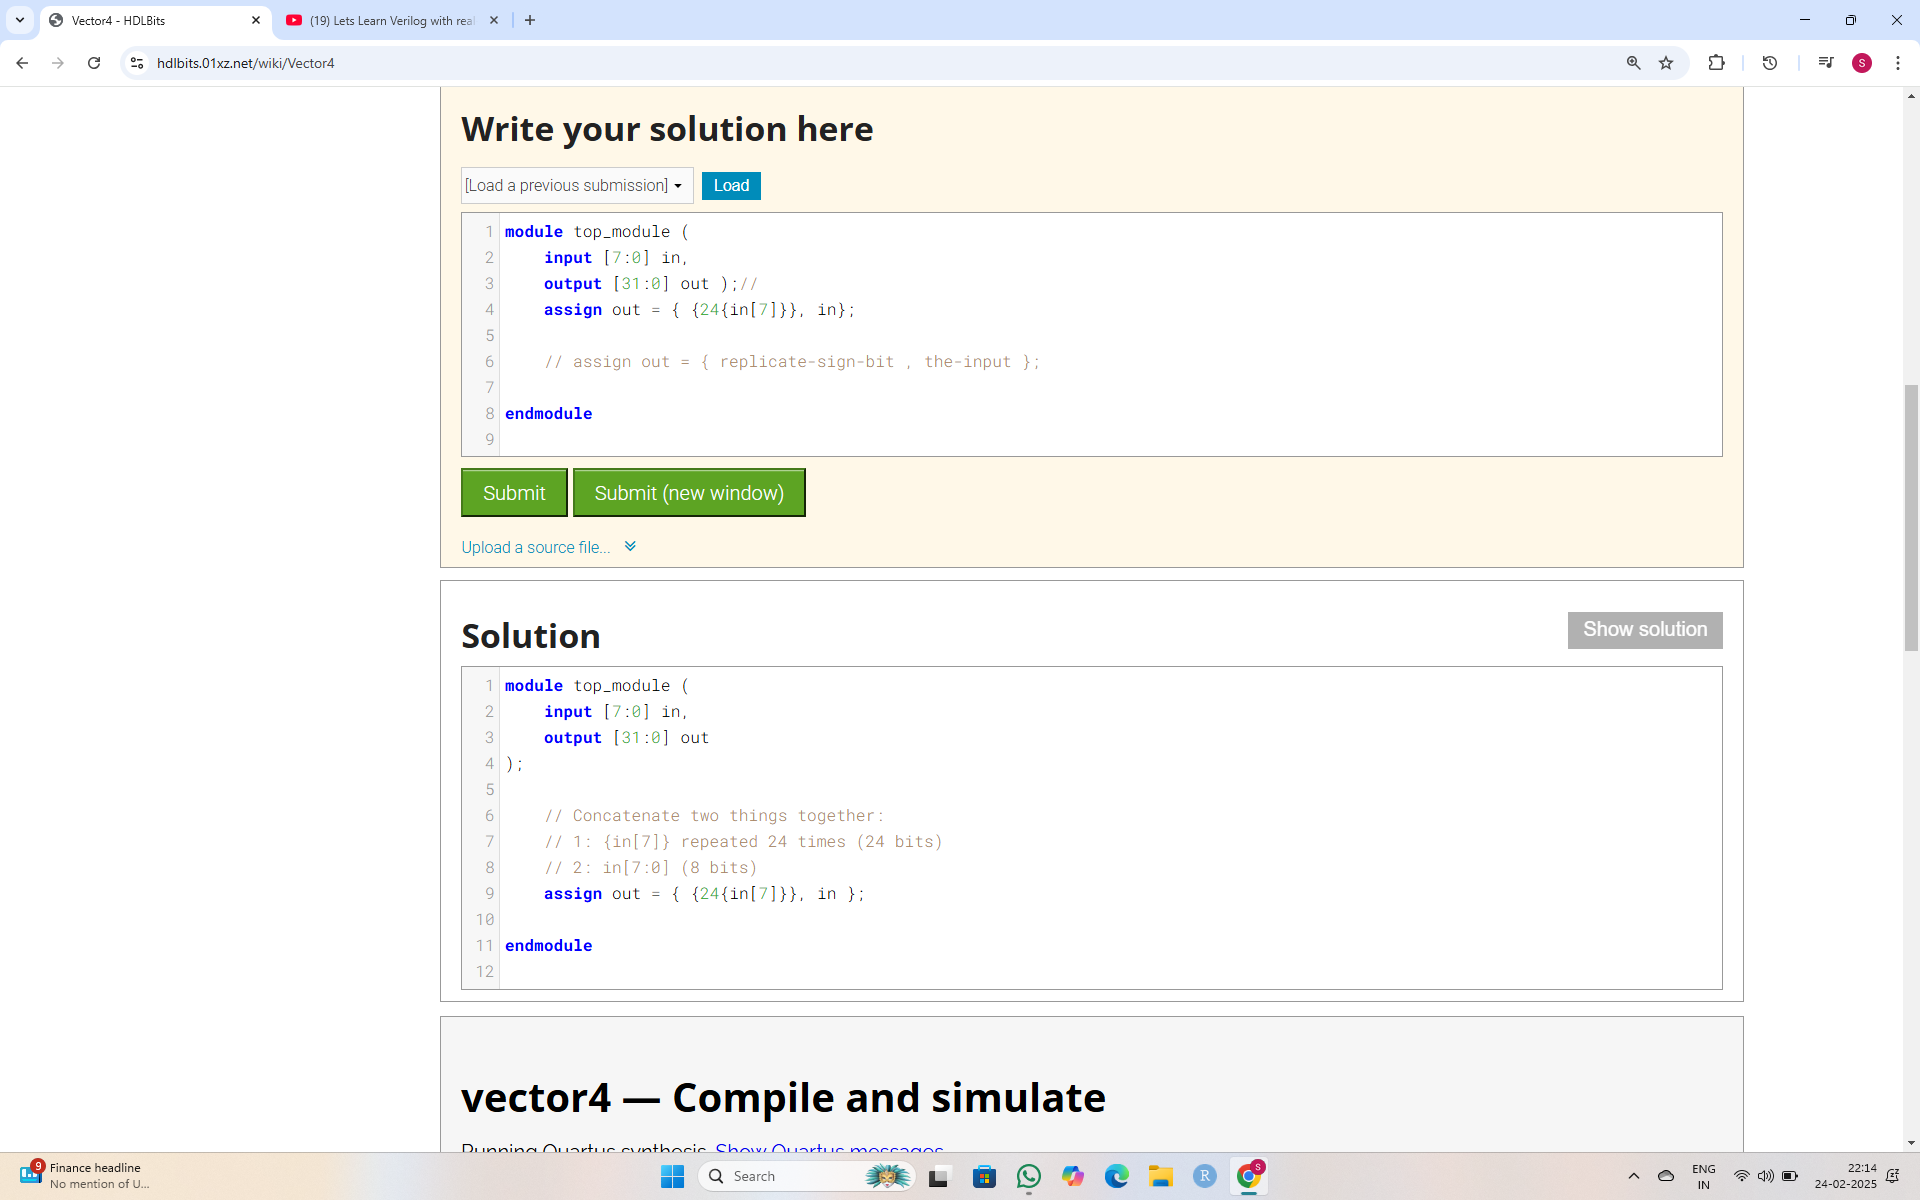 Vector4 - HDLBits
(19) Lets Learn Verilog with rea
hdlbits.01xz.net/wiki/Vector4
S
Write your solution here
[Load a previous submission]
Load
1 module top_module (
2 input [7:0] in,
3 output [31:0] out );//
4 assign out = { {24{in[7]}}, in};
5
6 // assign out = { replicate-sign-bit , the-input };
7
8 endmodule
9
Submit
Submit (new window)
Upload a source file...
Solution
Show solution
1 module top_module (
2 input [7:0] in,
3 output [31:0] out
4 );
5
6 // Concatenate two things together:
7 // 1: {in[7]} repeated 24 times (24 bits)
8 // 2: in[7:0] (8 bits)
9 assign out = { {24{in[7]}}, in };
10
11 endmodule
12
vector4 — Compile and simulate
Running Quartus synthesis. Show Quartus messages
9
Finance headline
No mention of U...
Search
R
S
ENG
IN
22:14
24-02-2025